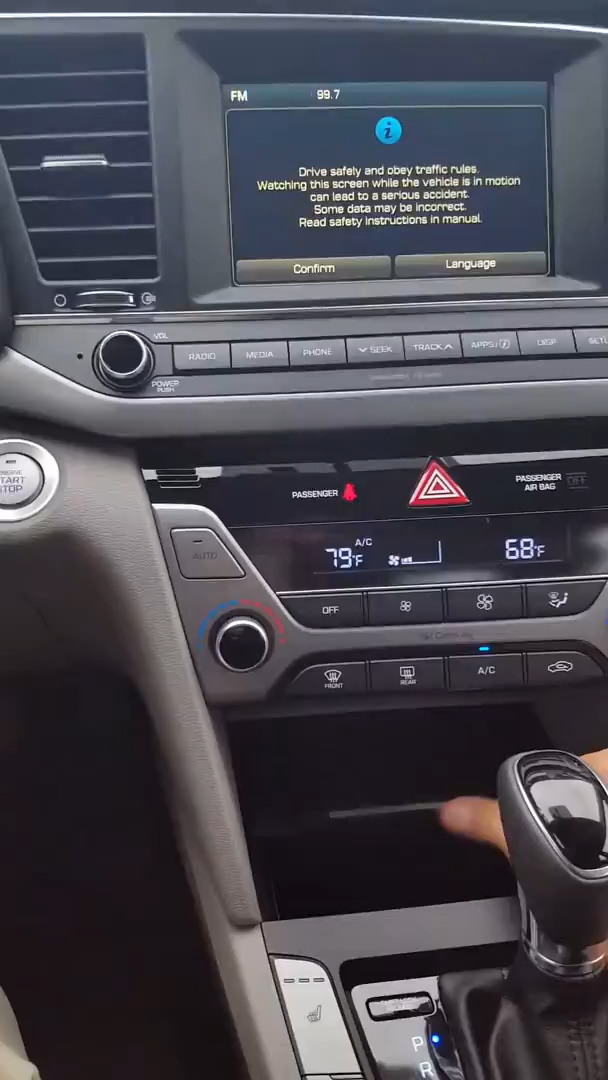 FM 99.7
Drive safely and obey traffic rules.
Watching this screen while the vehicle is in motion
can lead to a serious accident.
Some data may be incorrect.
Read safety instructions in manual.
Confirm Language
VOL
RADIO MEDIA PHONE SEEK TRACK APPS/i DISP
POWER
PUSH
START
STOP
PASSENGER
PASSENGER
AIR BAG OFF
AUTO
79°F A/C 68°F
OFF
FRONT REAR A/C
P
R